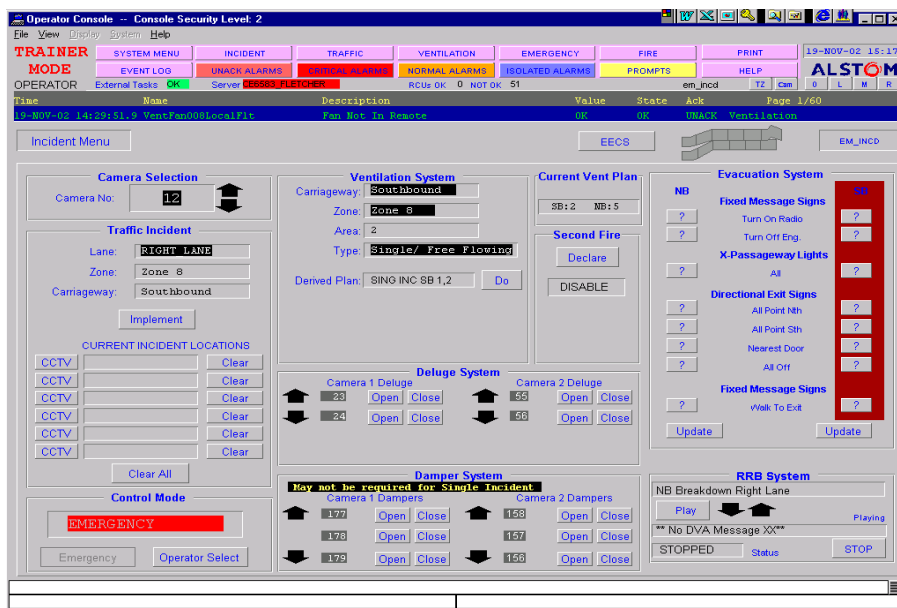 Operator Console -- Console Security Level: 2
File View Display System Help
TRAINER MODE
OPERATOR
SYSTEM MENU INCIDENT TRAFFIC VENTILATION EMERGENCY FIRE PRINT
19-NOV-02 15:17
EVENT LOG UNACK ALARMS CRITICAL ALARMS NORMAL ALARMS ISOLATED ALARMS PROMPTS HELP
ALSTOM
External Tasks OK Server CE6583_FLETCHER RCUs OK 0 NOT OK 51 em_incd TZ Cam 0 L M R
Time Name Description Value State Ack Page 1/60
19-NOV-02 14:29:51.9 VentFan008LocalFlt Fan Not In Remote OK OK UNACK Ventilation
Incident Menu
EECS
EM_INCD
Camera Selection
Camera No: 12
Traffic Incident
Lane: RIGHT LANE
Zone: Zone 8
Carriageway: Southbound
Implement
CURRENT INCIDENT LOCATIONS
CCTV Clear
CCTV Clear
CCTV Clear
CCTV Clear
CCTV Clear
CCTV Clear
Clear All
Control Mode
EMERGENCY
Emergency Operator Select
Ventilation System
Carriageway: Southbound
Zone: Zone 8
Area: 2
Type: Single/ Free Flowing
Derived Plan: SING INC SB 1,2 Do
Current Vent Plan
SB:2 NB:5
Second Fire
Declare
DISABLE
Deluge System
Camera 1 Deluge Camera 2 Deluge
23 Open Close 55 Open Close
24 Open Close 56 Open Close
Damper System
May not be required for Single Incident
Camera 1 Dampers Camera 2 Dampers
177 Open Close 158 Open Close
178 Open Close 157 Open Close
179 Open Close 156 Open Close
Evacuation System
NB SB
Fixed Message Signs
? Turn On Radio ?
? Turn Off Eng. ?
X-Passageway Lights
? All ?
Directional Exit Signs
? All Point Nth ?
? All Point Sth ?
? Nearest Door ?
? All Off ?
Fixed Message Signs
? Walk To Exit ?
Update Update
RRB System
NB Breakdown Right Lane
Play Playing
** No DVA Message XX**
STOPPED Status STOP